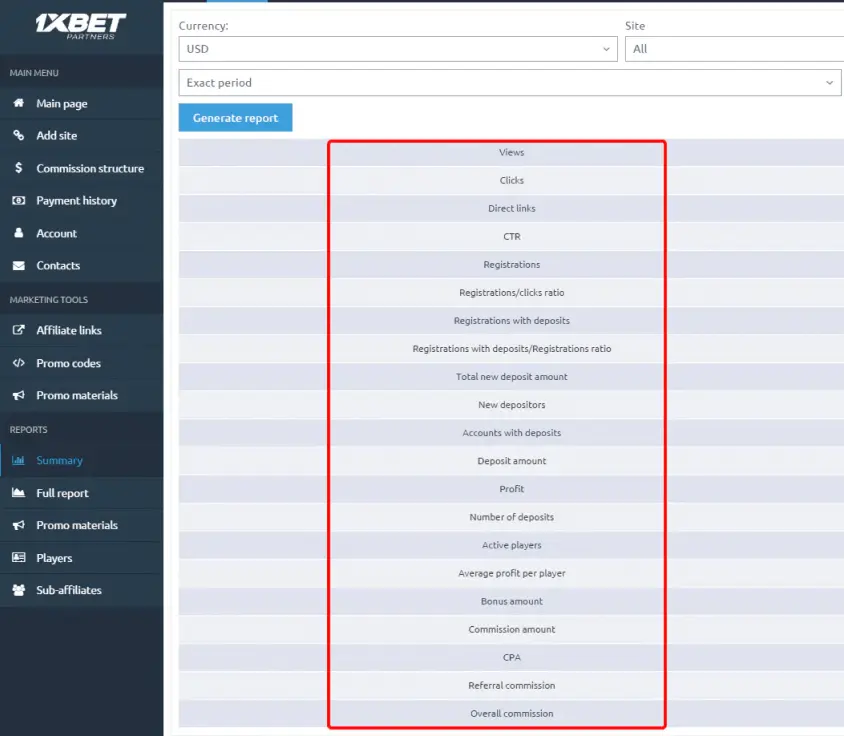 1XBET
PARTNERS
MAIN MENU
Main page
Add site
Commission structure
Payment history
Account
Contacts
MARKETING TOOLS
Affiliate links
Promo codes
Promo materials
REPORTS
Summary
Full report
Promo materials
Players
Sub-affiliates
Currency:
USD
Site
All
Exact period
Generate report
Views
Clicks
Direct links
CTR
Registrations
Registrations/clicks ratio
Registrations with deposits
Registrations with deposits/Registrations ratio
Total new deposit amount
New depositors
Accounts with deposits
Deposit amount
Profit
Number of deposits
Active players
Average profit per player
Bonus amount
Commission amount
CPA
Referral commission
Overall commission